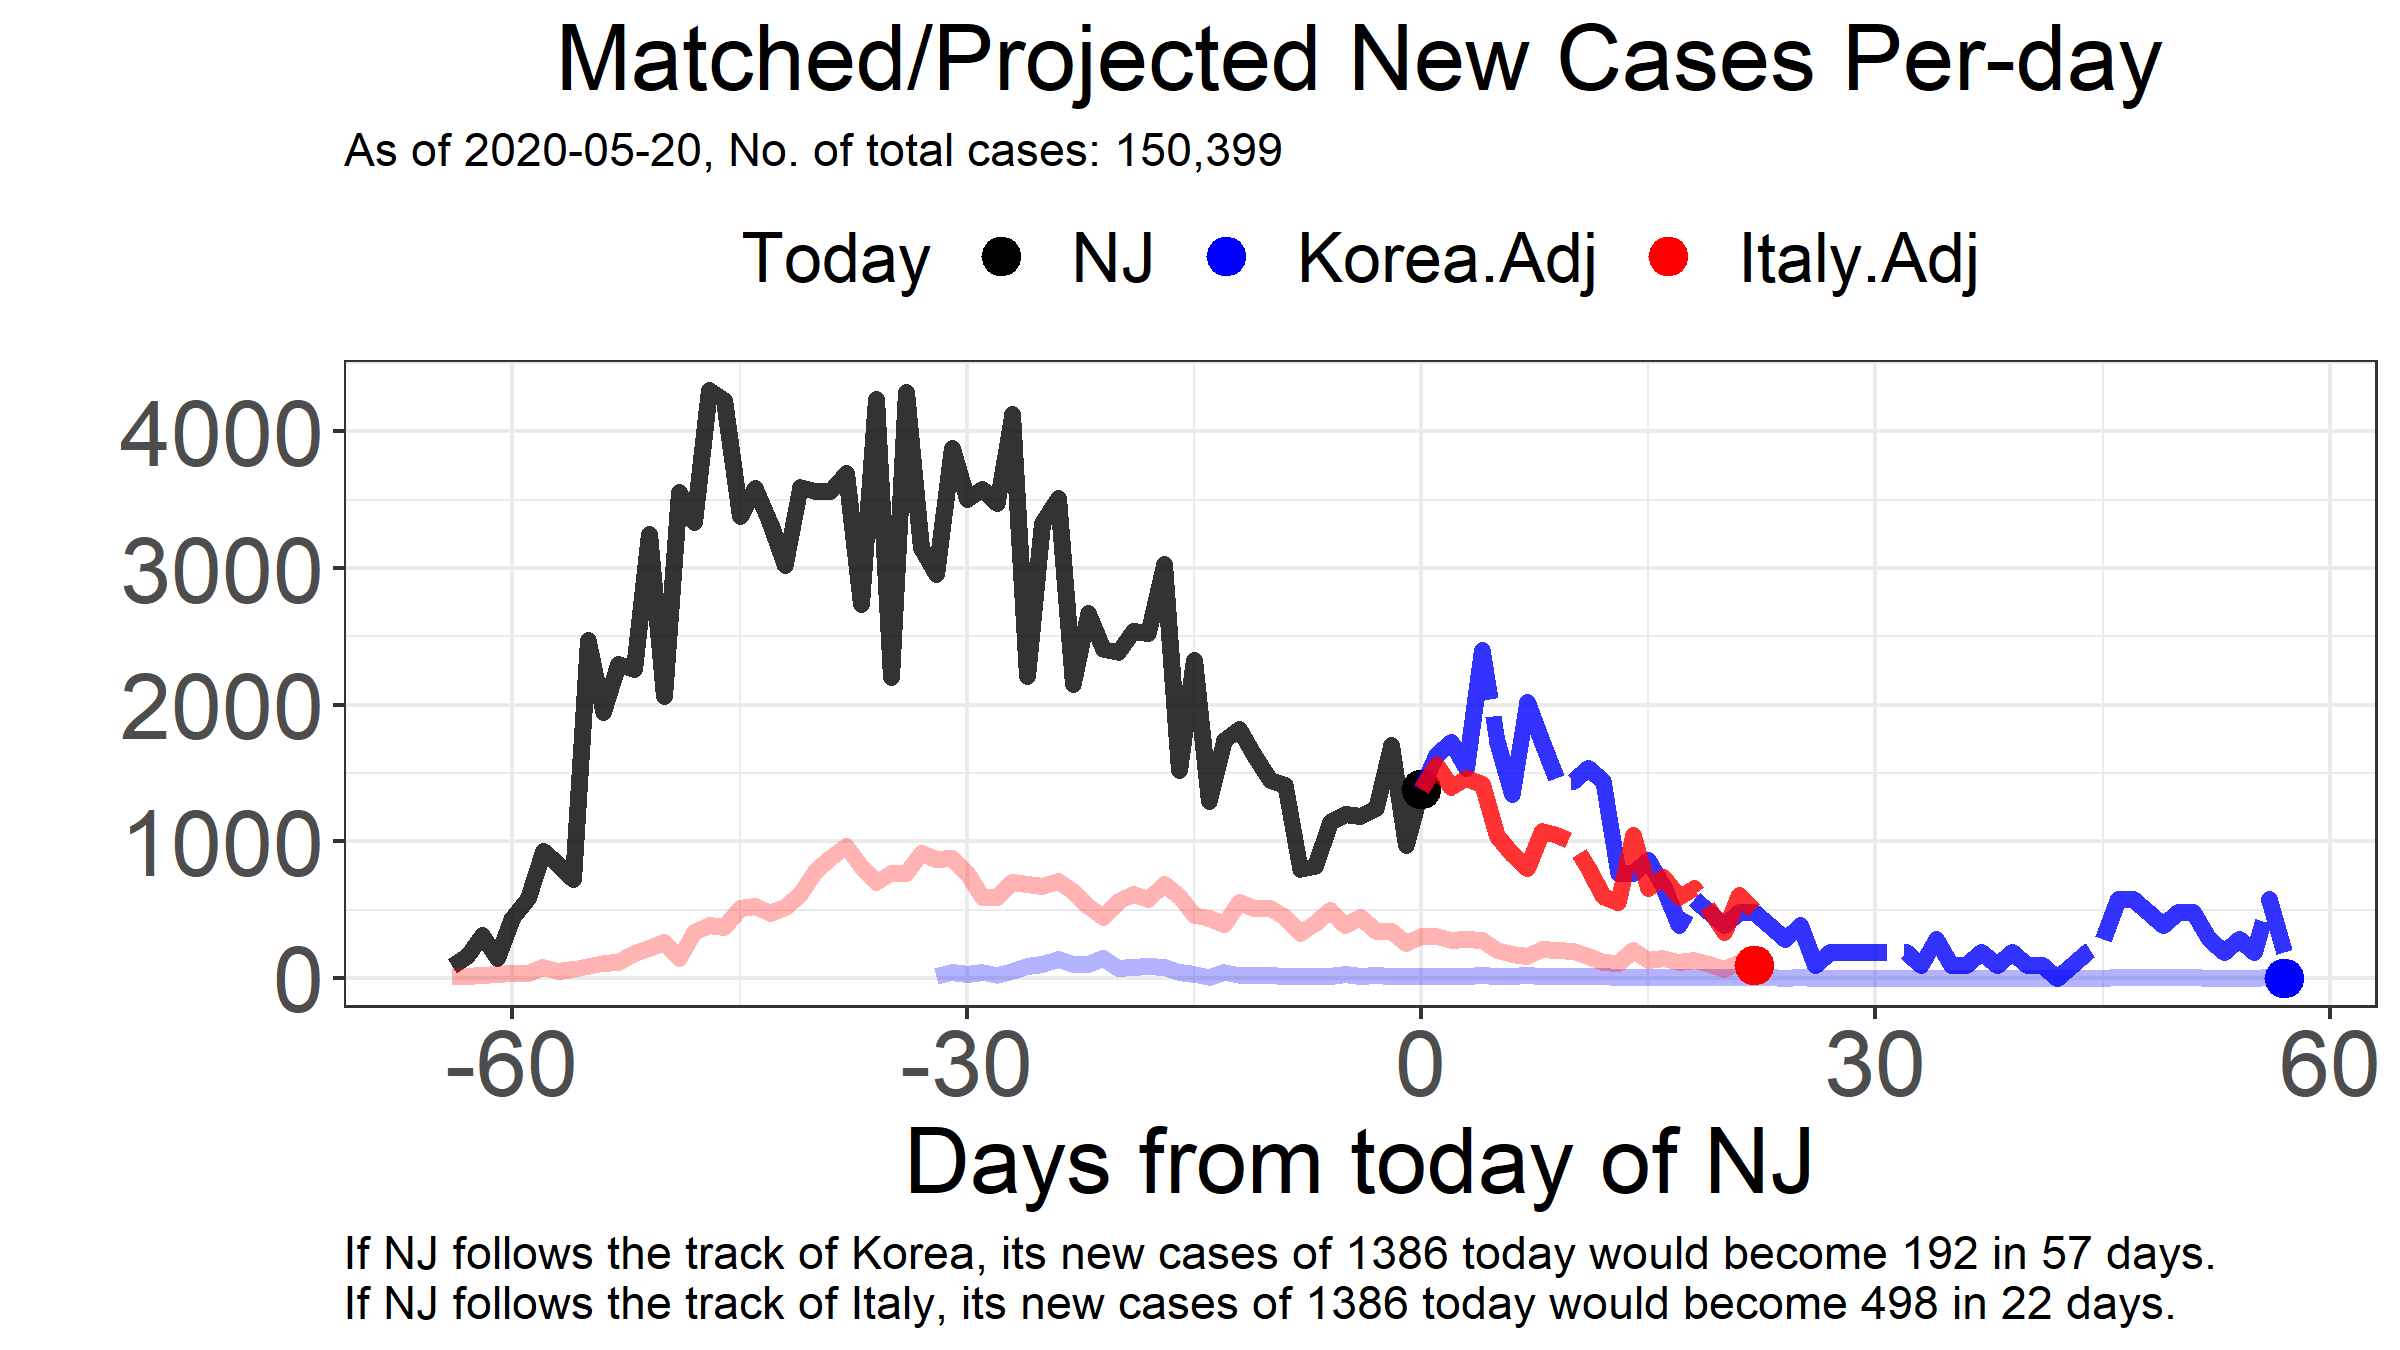 Matched/Projected New Cases Per-day
As of 2020-05-20, No. of total cases: 150,399
Today NJ Korea.Adj Italy.Adj
4000
3000
2000
1000
0
-60 -30 0 30 60
Days from today of NJ
If NJ follows the track of Korea, its new cases of 1386 today would become 192 in 57 days.
If NJ follows the track of Italy, its new cases of 1386 today would become 498 in 22 days.